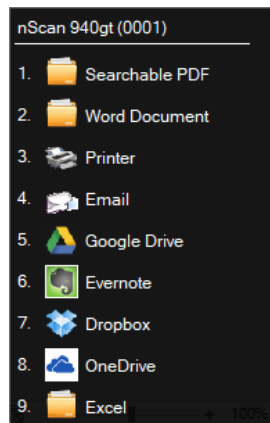 nScan 940gt (0001)
1. Searchable PDF
2. Word Document
3. Printer
4. Email
5. Google Drive
6. Evernote
7. Dropbox
8. OneDrive
9. Excel
+ 100%